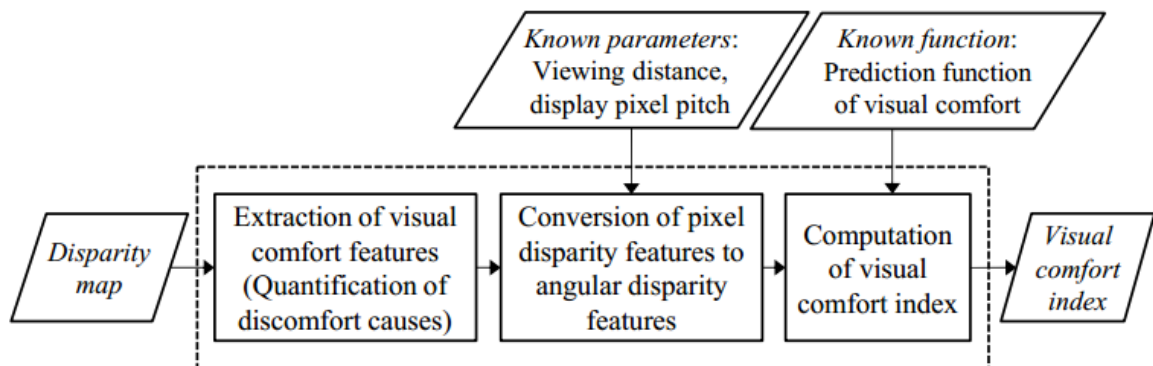 Known parameters:
Viewing distance,
display pixel pitch
Known function:
Prediction function
of visual comfort
Disparity
map
Extraction of visual
comfort features
(Quantification of
discomfort causes)
Conversion of pixel
disparity features to
angular disparity
features
Computation
of visual
comfort index
Visual
comfort
index